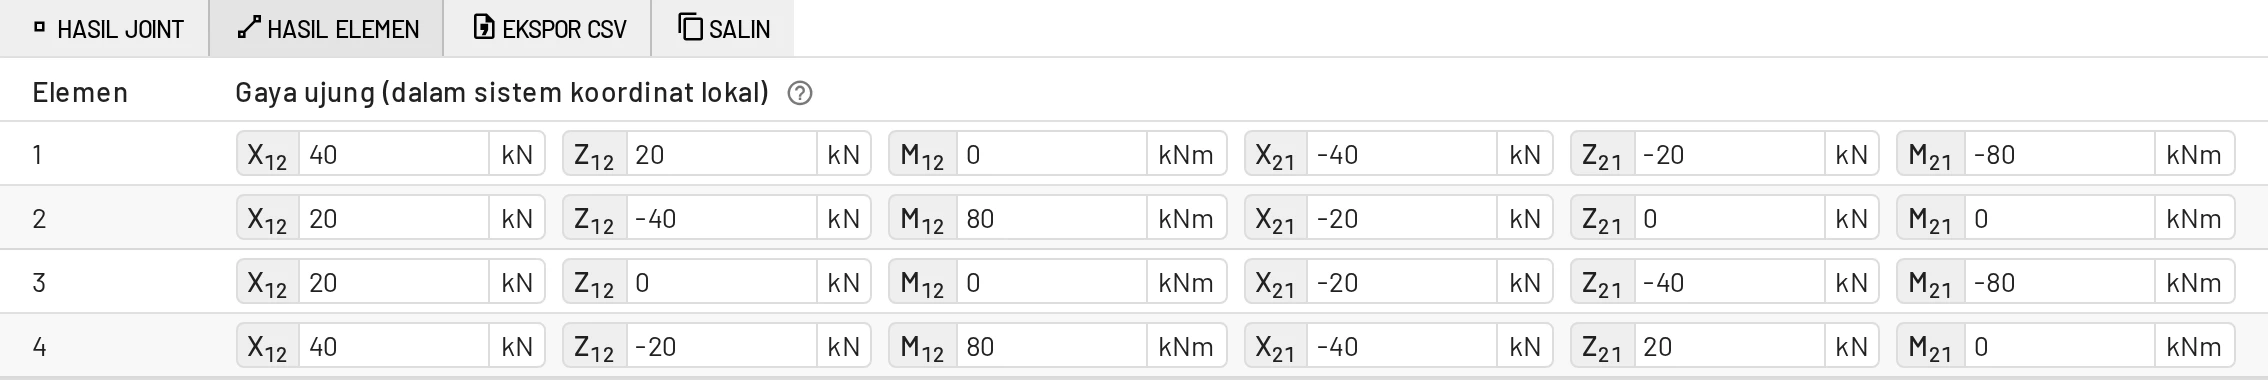 HASIL JOINT HASIL ELEMEN EKSPOR CSV SALIN
Elemen Gaya ujung (dalam sistem koordinat lokal) ?
1 X12 40 kN Z12 20 kN M12 0 kNm X21 -40 kN Z21 -20 kN M21 -80 kNm
2 X12 20 kN Z12 -40 kN M12 80 kNm X21 -20 kN Z21 0 kN M21 0 kNm
3 X12 20 kN Z12 0 kN M12 0 kNm X21 -20 kN Z21 -40 kN M21 -80 kNm
4 X12 40 kN Z12 -20 kN M12 80 kNm X21 -40 kN Z21 20 kN M21 0 kNm